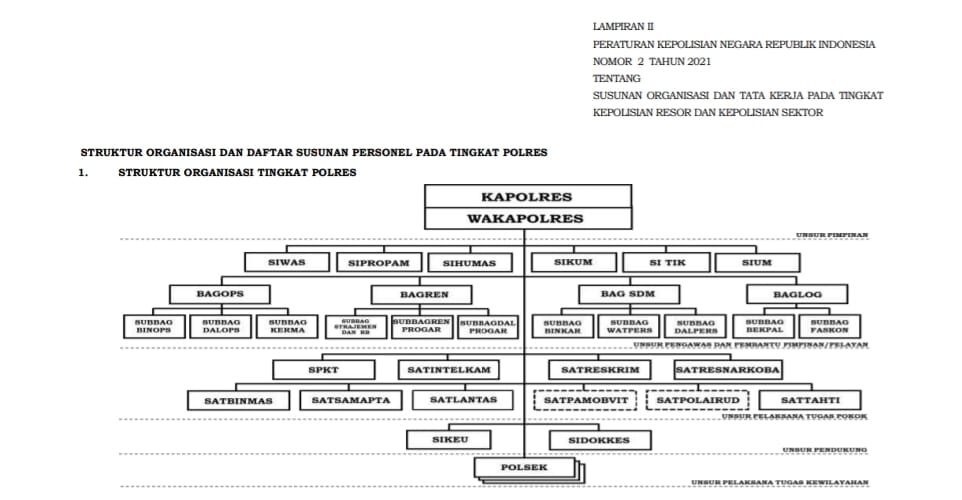 LAMPIRAN II
PERATURAN KEPOLISIAN NEGARA REPUBLIK INDONESIA
NOMOR 2 TAHUN 2021
TENTANG
SUSUNAN ORGANISASI DAN TATA KERJA PADA TINGKAT
KEPOLISIAN RESOR DAN KEPOLISIAN SEKTOR
STRUKTUR ORGANISASI DAN DAFTAR SUSUNAN PERSONEL PADA TINGKAT POLRES
1. STRUKTUR ORGANISASI TINGKAT POLRES
KAPOLRES
WAKAPOLRES
UNSUR PIMPINAN
SIWAS
SIPROPAM
SIHUMAS
SIKUM
SI TIK
SIUM
BAGOPS
BAGREN
BAG SDM
BAGLOG
SUBBAG
BINOPS
SUBBAG
DALOPS
SUBBAG
KERMA
SUBBAG
STRAJEMEN
DAN RB
SUBBAGREN
PROGAR
SUBBAGDAL
PROGAR
SUBBAG
BINKAR
SUBBAG
WATPERS
SUBBAG
DALPERS
SUBBAG
BEKPAL
SUBBAG
FASKON
UNSUR PENGAWAS DAN PEMBANTU PIMPINAN/PELAYAN
SPKT
SATINTELKAM
SATRESKRIM
SATRESNARKOBA
SATBINMAS
SATSAMAPTA
SATLANTAS
SATPAMOBVIT
SATPOLAIRUD
SATTAHTI
UNSUR PELAKSANA TUGAS POKOK
SIKEU
SIDOKKES
UNSUR PENDUKUNG
POLSEK
UNSUR PELAKSANA TUGAS KEWILAYAHAN